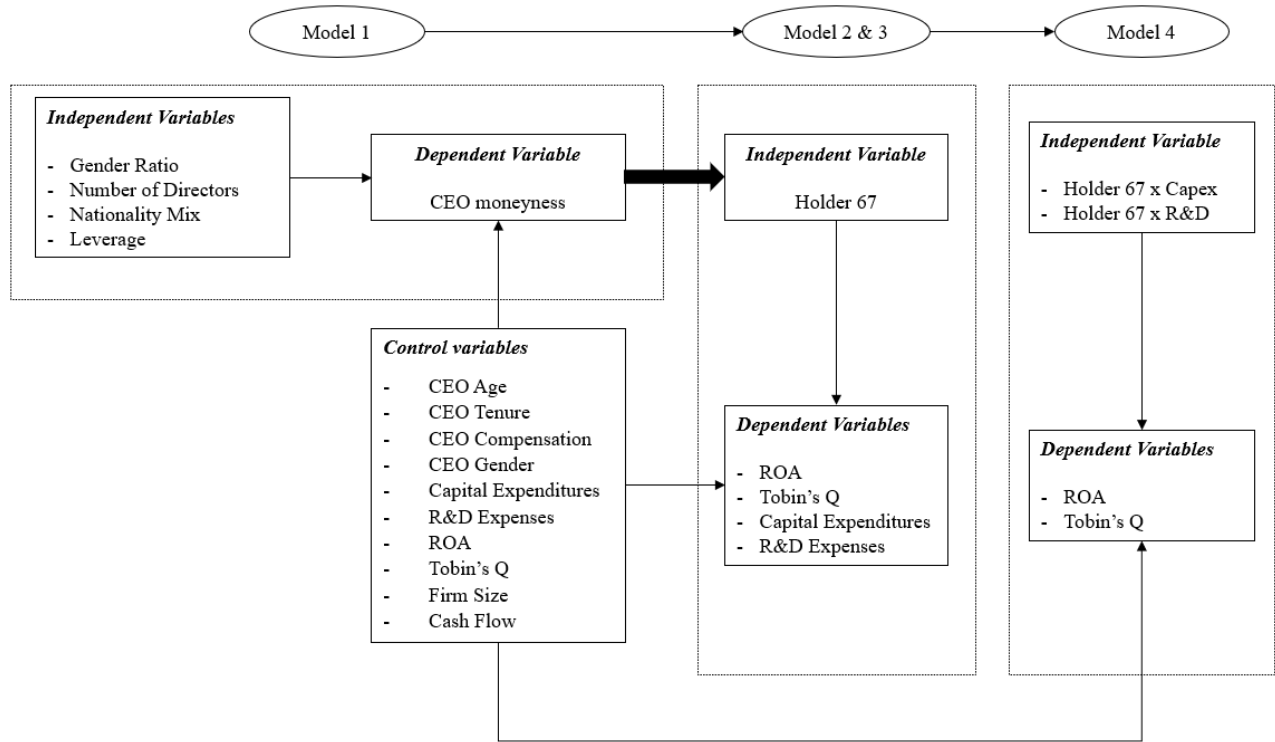 Model 1
Model 2 & 3
Model 4
Independent Variables
- Gender Ratio
- Number of Directors
- Nationality Mix
- Leverage
Dependent Variable
CEO moneyness
Independent Variable
Holder 67
Independent Variable
- Holder 67 x Capex
- Holder 67 x R&D
Control variables
- CEO Age
- CEO Tenure
- CEO Compensation
- CEO Gender
- Capital Expenditures
- R&D Expenses
- ROA
- Tobin's Q
- Firm Size
- Cash Flow
Dependent Variables
- ROA
- Tobin's Q
- Capital Expenditures
- R&D Expenses
Dependent Variables
- ROA
- Tobin's Q